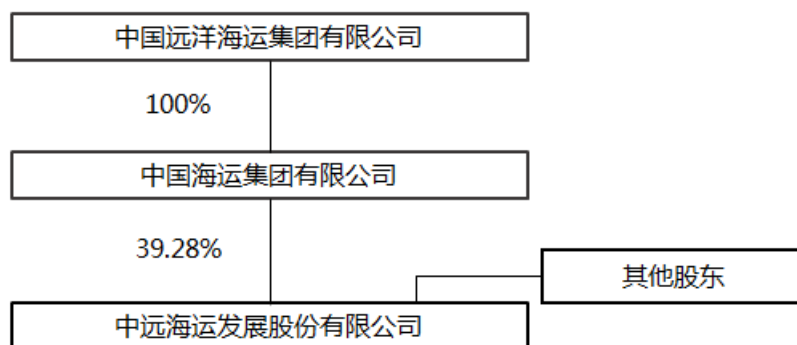 中国远洋海运集团有限公司
100%
中国海运集团有限公司
39.28%
其他股东
中远海运发展股份有限公司